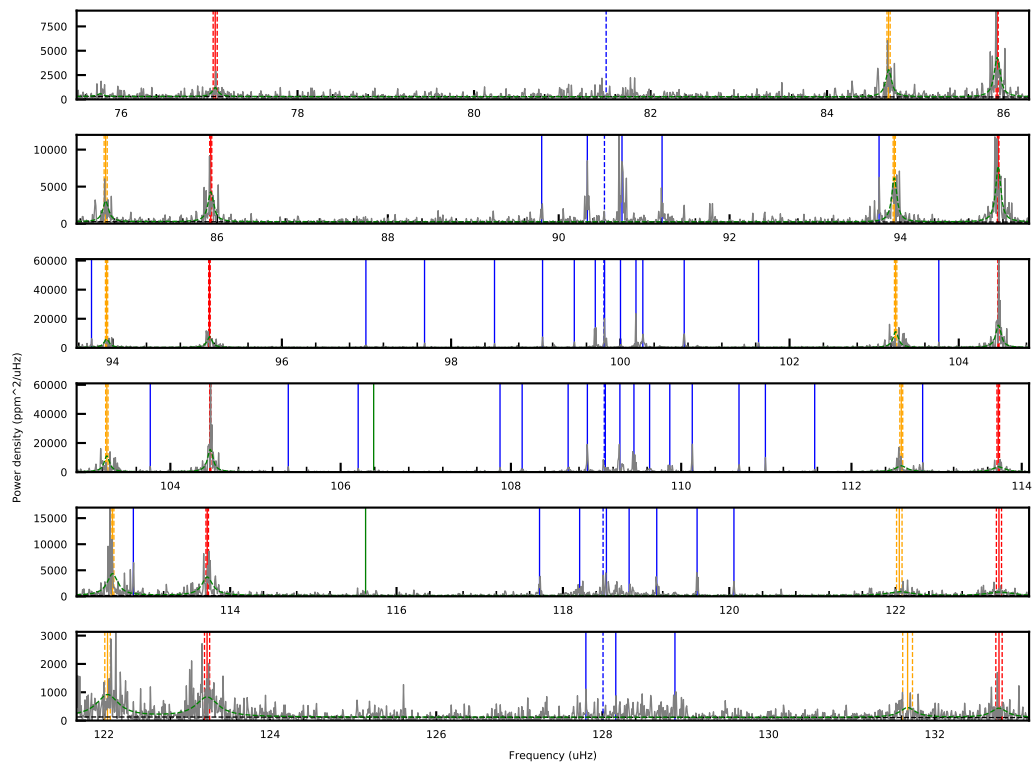 7500
5000
2500
0
76 78 80 82 84 86
10000
5000
0
86 88 90 92 94
60000
40000
20000
0
94 96 98 100 102 104
60000
40000
20000
0
104 106 108 110 112 114
15000
10000
5000
0
114 116 118 120 122
3000
2000
1000
0
122 124 126 128 130 132
Power density (ppm^2/uHz)
Frequency (uHz)